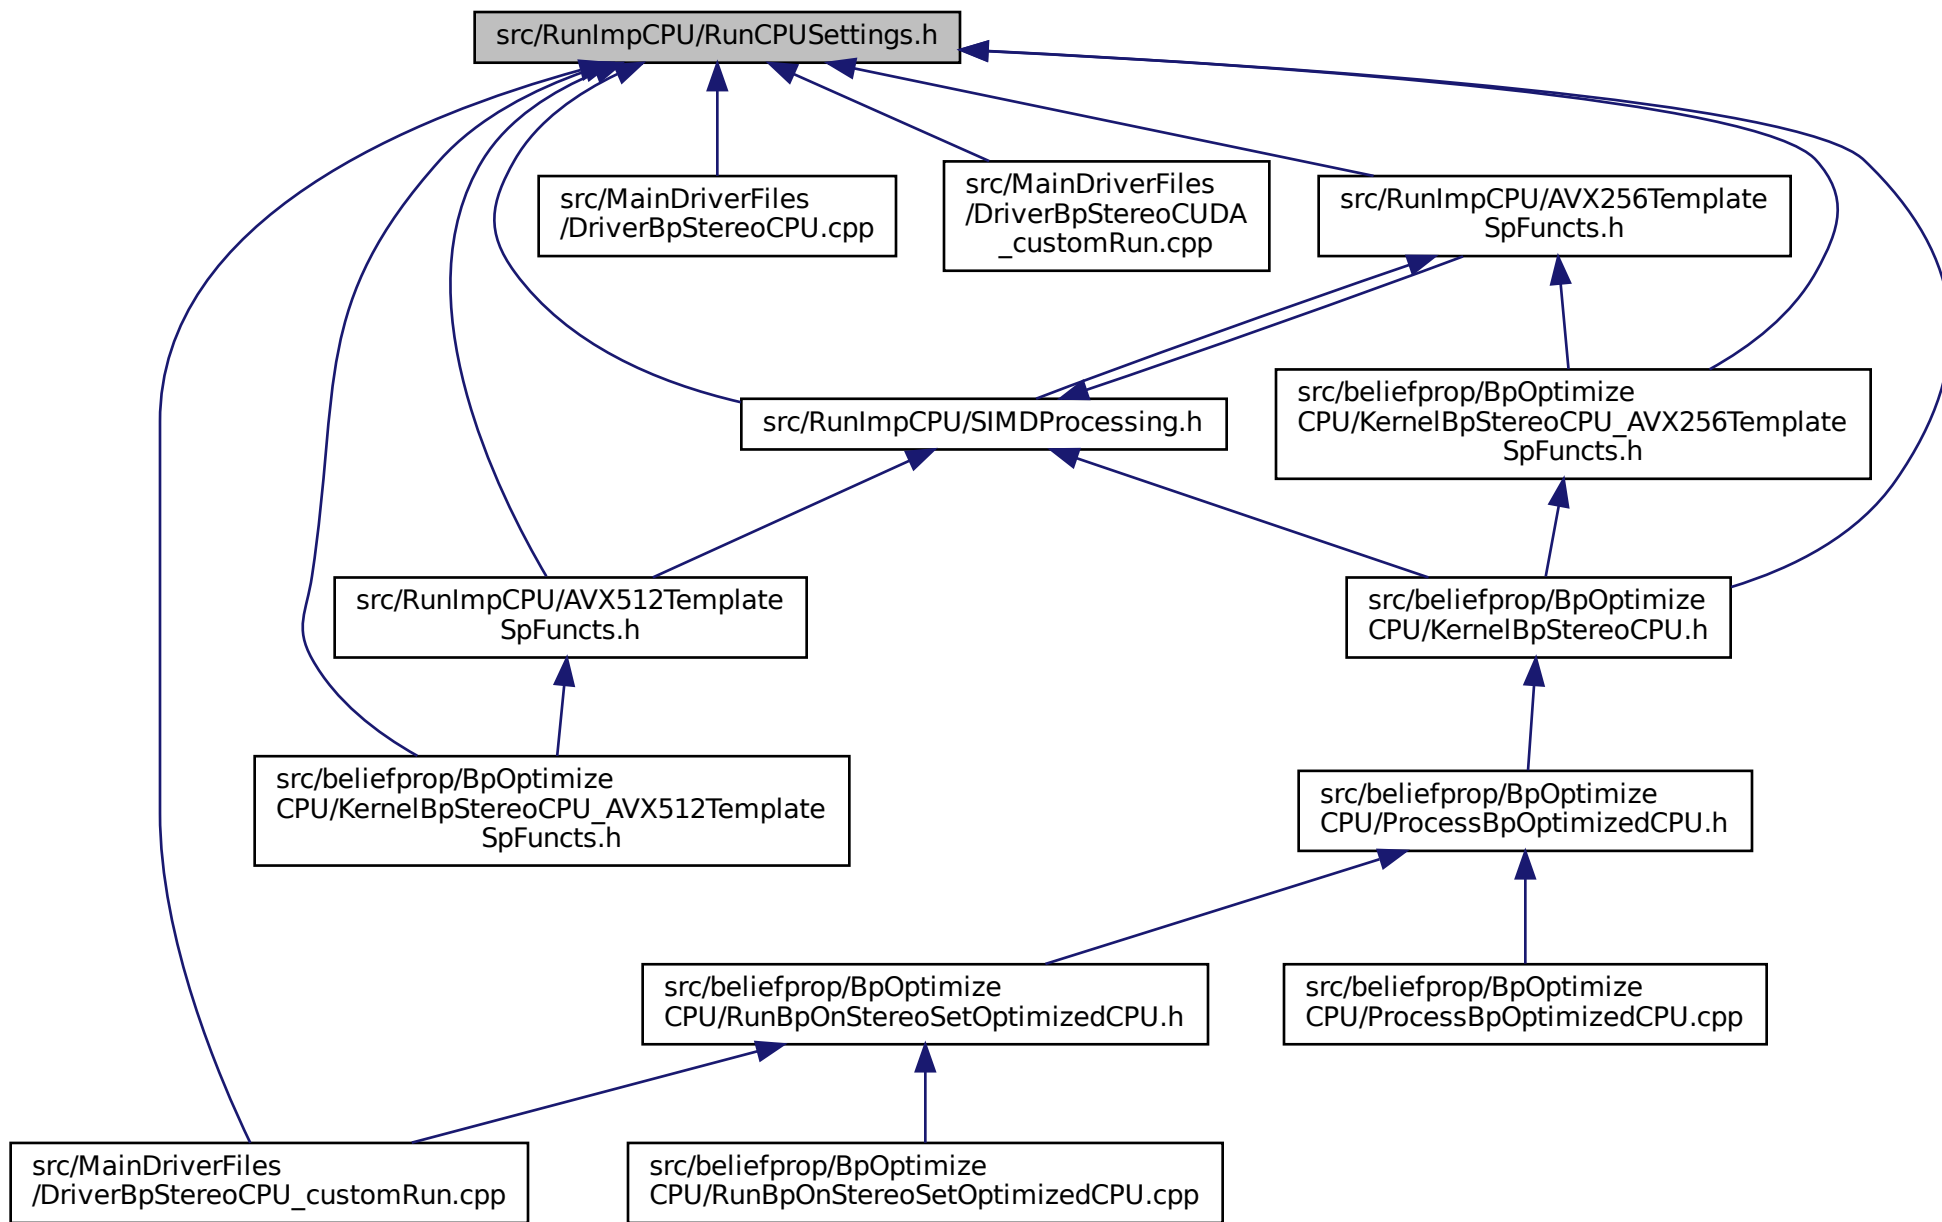 src/RunImpCPU/RunCPUSettings.h
src/MainDriverFiles
/DriverBpStereoCPU.cpp
src/MainDriverFiles
/DriverBpStereoCUDA
_customRun.cpp
src/RunImpCPU/AVX256Template
SpFuncts.h
src/RunImpCPU/SIMDProcessing.h
src/beliefprop/BpOptimize
CPU/KernelBpStereoCPU_AVX256Template
SpFuncts.h
src/RunImpCPU/AVX512Template
SpFuncts.h
src/beliefprop/BpOptimize
CPU/KernelBpStereoCPU.h
src/beliefprop/BpOptimize
CPU/KernelBpStereoCPU_AVX512Template
SpFuncts.h
src/beliefprop/BpOptimize
CPU/ProcessBpOptimizedCPU.h
src/beliefprop/BpOptimize
CPU/RunBpOnStereoSetOptimizedCPU.h
src/beliefprop/BpOptimize
CPU/ProcessBpOptimizedCPU.cpp
src/MainDriverFiles
/DriverBpStereoCPU_customRun.cpp
src/beliefprop/BpOptimize
CPU/RunBpOnStereoSetOptimizedCPU.cpp